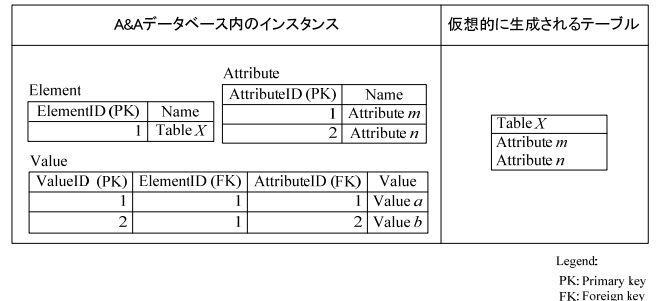 A&Aデータベース内のインスタンス
仮想的に生成されるテーブル
Element
ElementID (PK) Name
1 Table X
Attribute
AttributeID (PK) Name
1 Attribute m
2 Attribute n
Value
ValueID (PK) ElementID (FK) AttributeID (FK) Value
1 1 1 Value a
2 1 2 Value b
Table X
Attribute m
Attribute n
Legend:
PK: Primary key
FK: Foreign key